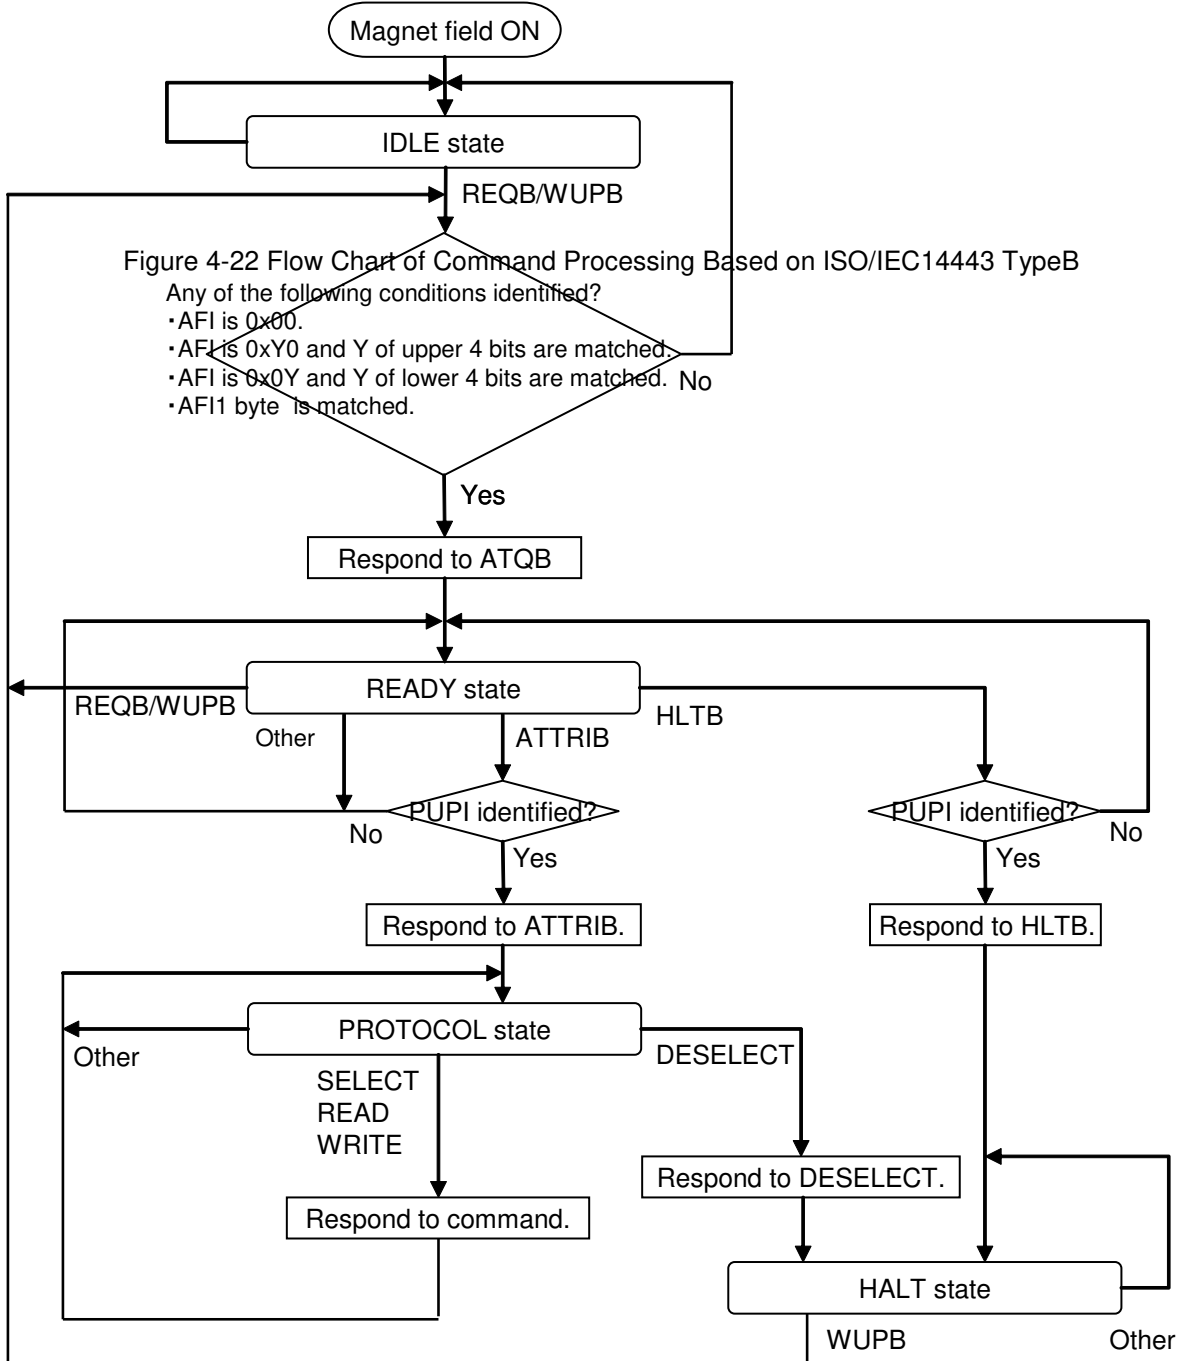 Magnet field ON
IDLE state
REQB/WUPB
Figure 4-22 Flow Chart of Command Processing Based on ISO/IEC14443 TypeB
Any of the following conditions identified?
・AFI is 0x00.
・AFI is 0xY0 and Y of upper 4 bits are matched.
・AFI is 0x0Y and Y of lower 4 bits are matched.
No
・AFI1 byte  is matched.
Yes
Respond to ATQB
READY state
REQB/WUPB
HLTB
Other
ATTRIB
PUPI identified?
PUPI identified?
No
No
Yes
Yes
Respond to ATTRIB.
Respond to HLTB.
PROTOCOL state
Other
DESELECT
SELECT
READ
WRITE
Respond to DESELECT.
Respond to command.
HALT state
WUPB
Other